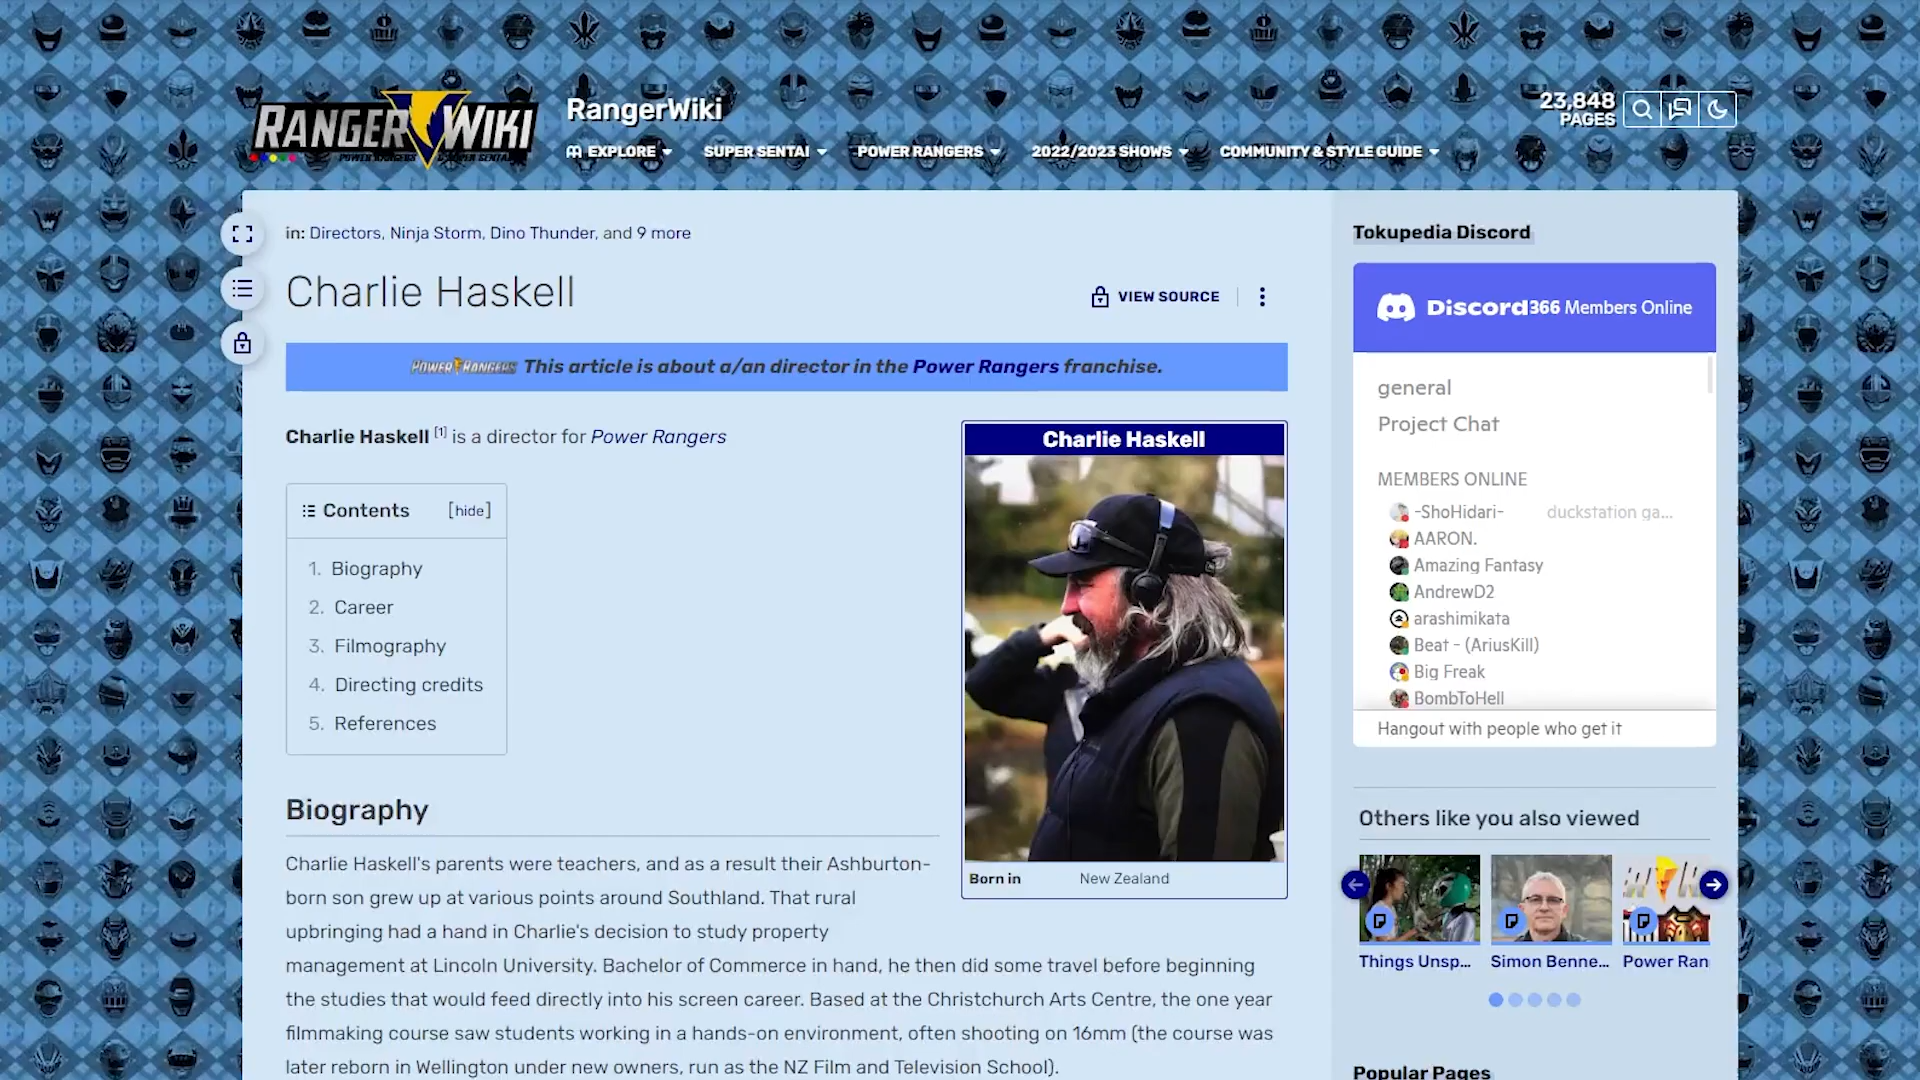 RANGER WIKI
POWER RANGERS & SUPER SENTAI
RangerWiki
EXPLORE
SUPER SENTAI
POWER RANGERS
2022/2023 SHOWS
COMMUNITY & STYLE GUIDE
23,848
PAGES
in: Directors, Ninja Storm, Dino Thunder, and 9 more
Charlie Haskell
VIEW SOURCE
POWER RANGERS This article is about a/an director in the Power Rangers franchise.
Charlie Haskell [1] is a director for Power Rangers
Contents [hide]
1. Biography
2. Career
3. Filmography
4. Directing credits
5. References
Charlie Haskell
Born in New Zealand
Biography
Charlie Haskell's parents were teachers, and as a result their Ashburton-
born son grew up at various points around Southland. That rural
upbringing had a hand in Charlie's decision to study property
management at Lincoln University. Bachelor of Commerce in hand, he then did some travel before beginning
the studies that would feed directly into his screen career. Based at the Christchurch Arts Centre, the one year
filmmaking course saw students working in a hands-on environment, often shooting on 16mm (the course was
later reborn in Wellington under new owners, run as the NZ Film and Television School).
Tokupedia Discord
Discord 366 Members Online
general
Project Chat
MEMBERS ONLINE
-ShoHidari- duckstation ga...
AARON.
Amazing Fantasy
AndrewD2
arashimikata
Beat - (AriusKill)
Big Freak
BombToHell
Hangout with people who get it
Others like you also viewed
Things Unsp...
Simon Benne...
Power Ran
Popular Pages